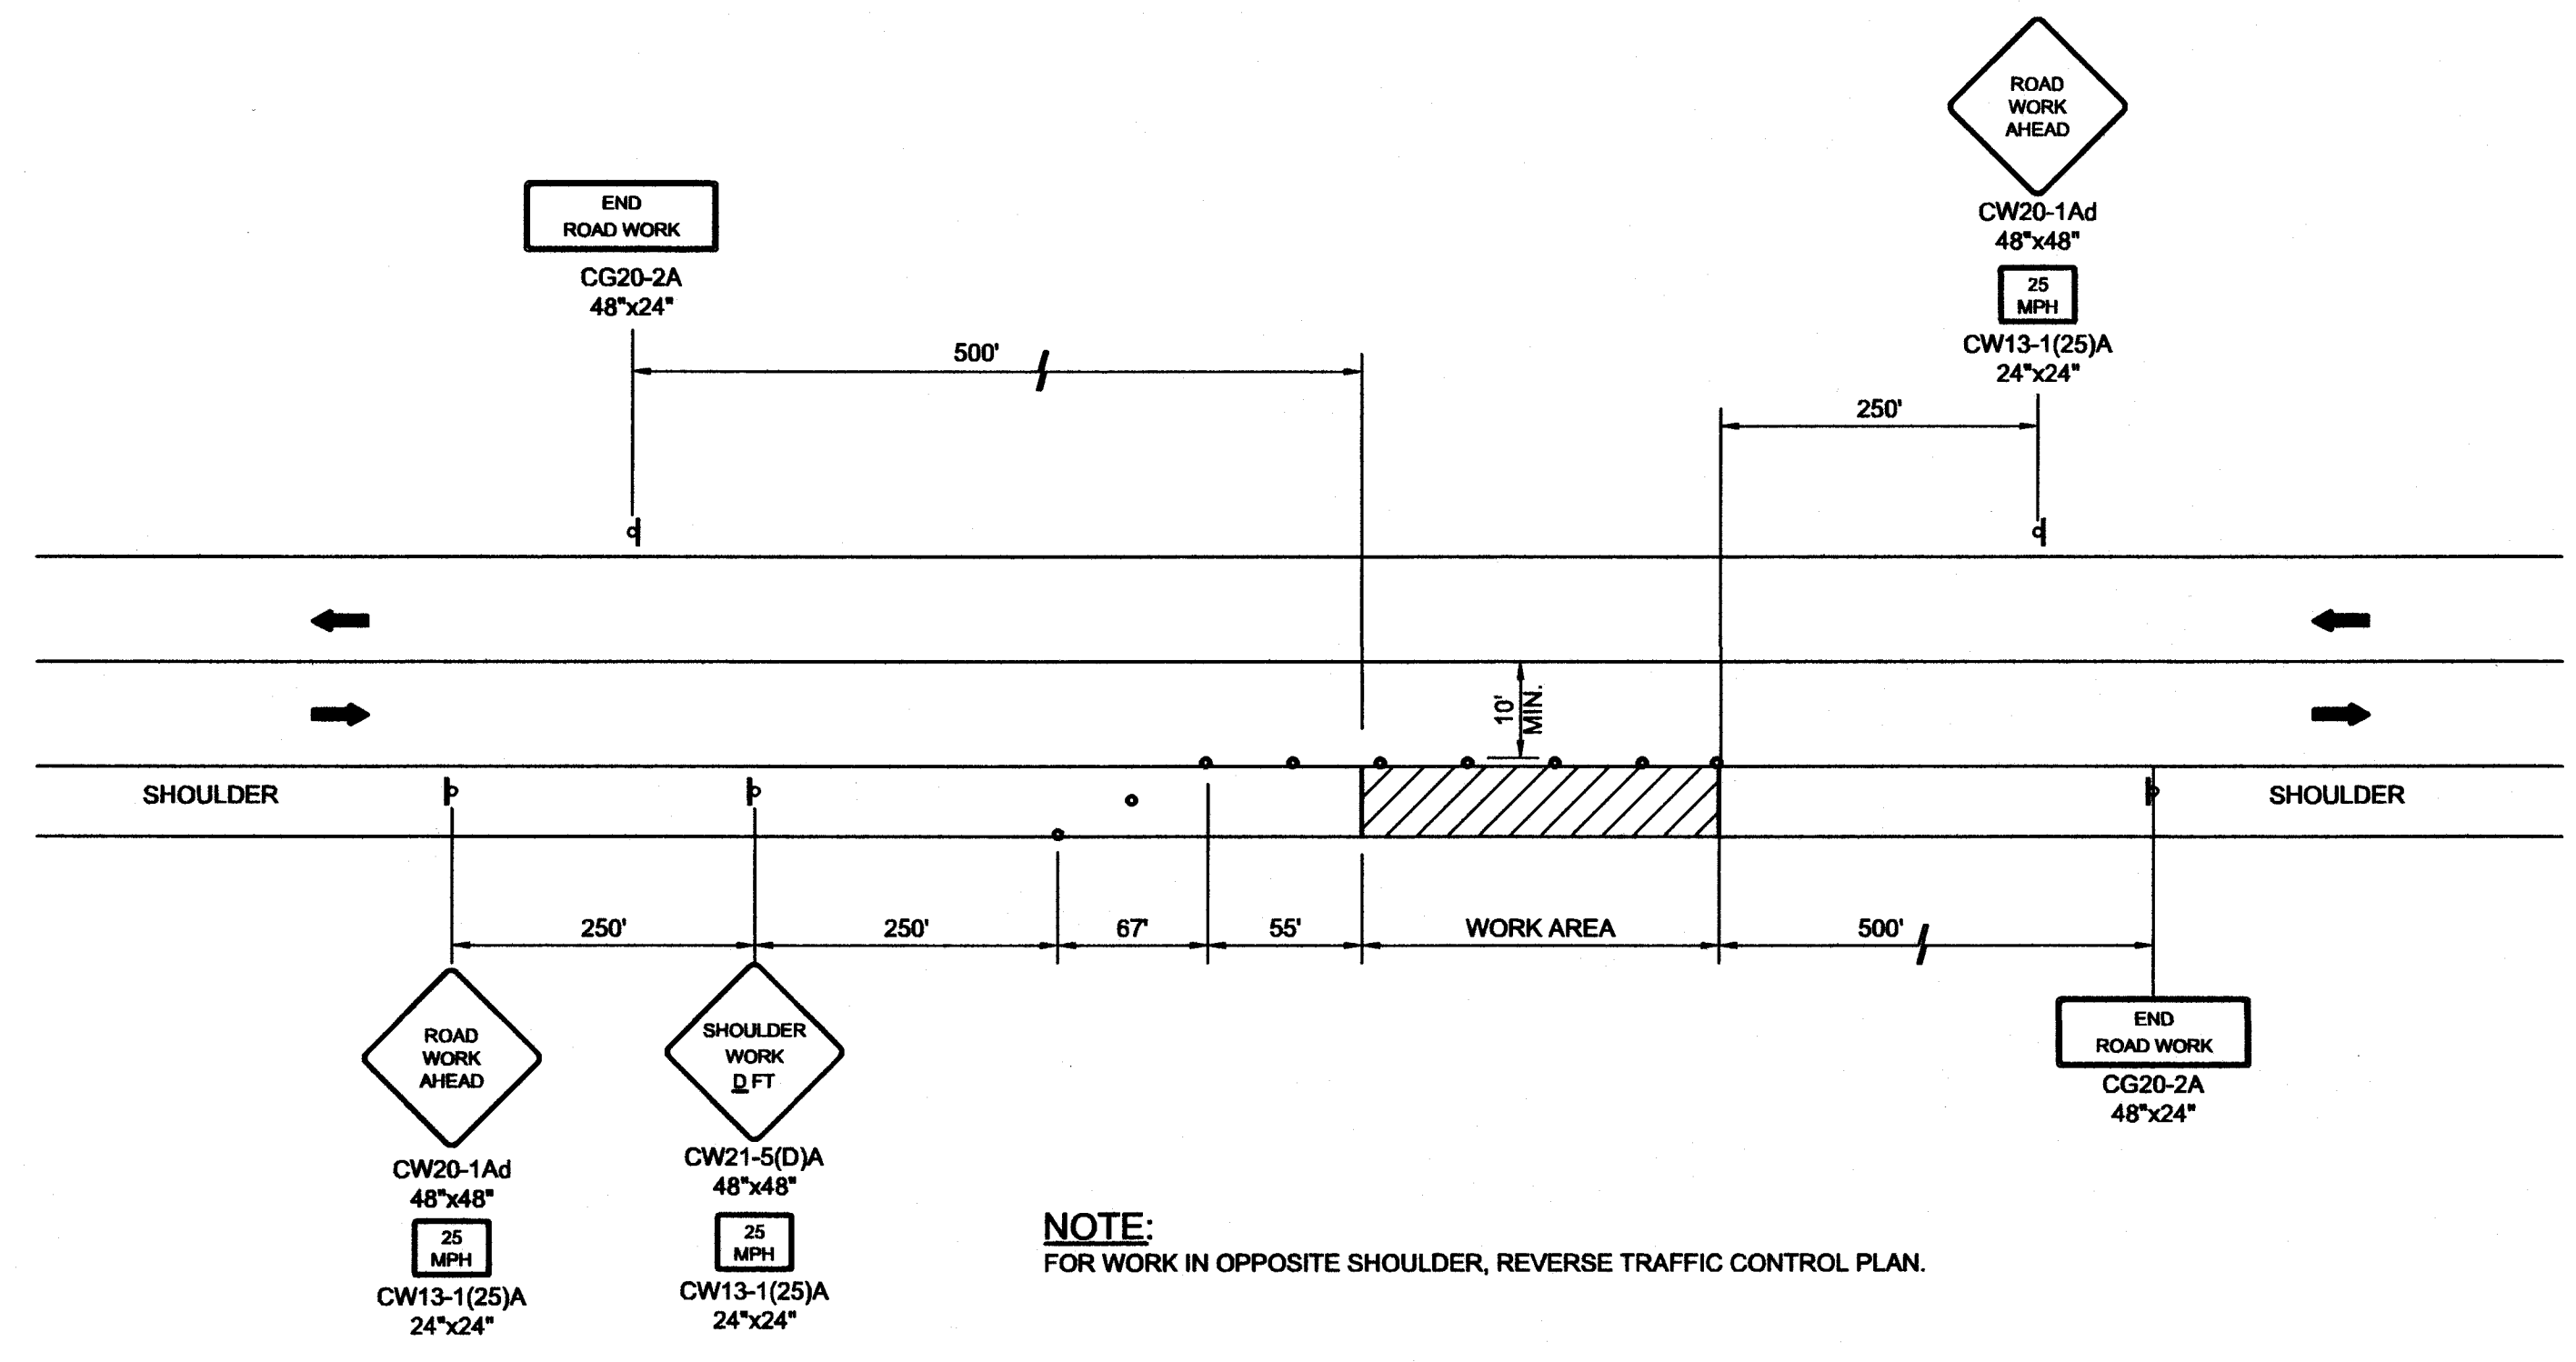 ROAD
WORK
AHEAD
CW20-1Ad
48"x48"
25
MPH
CW13-1(25)A
24"x24"
END
ROAD WORK
CG20-2A
48"x24"
500'
250'
10'
MIN.
SHOULDER
SHOULDER
250'
250'
67'
55'
WORK AREA
500'
ROAD
WORK
AHEAD
CW20-1Ad
48"x48"
25
MPH
CW13-1(25)A
24"x24"
SHOULDER
WORK
D FT
CW21-5(D)A
48"x48"
25
MPH
CW13-1(25)A
24"x24"
END
ROAD WORK
CG20-2A
48"x24"
NOTE:
FOR WORK IN OPPOSITE SHOULDER, REVERSE TRAFFIC CONTROL PLAN.